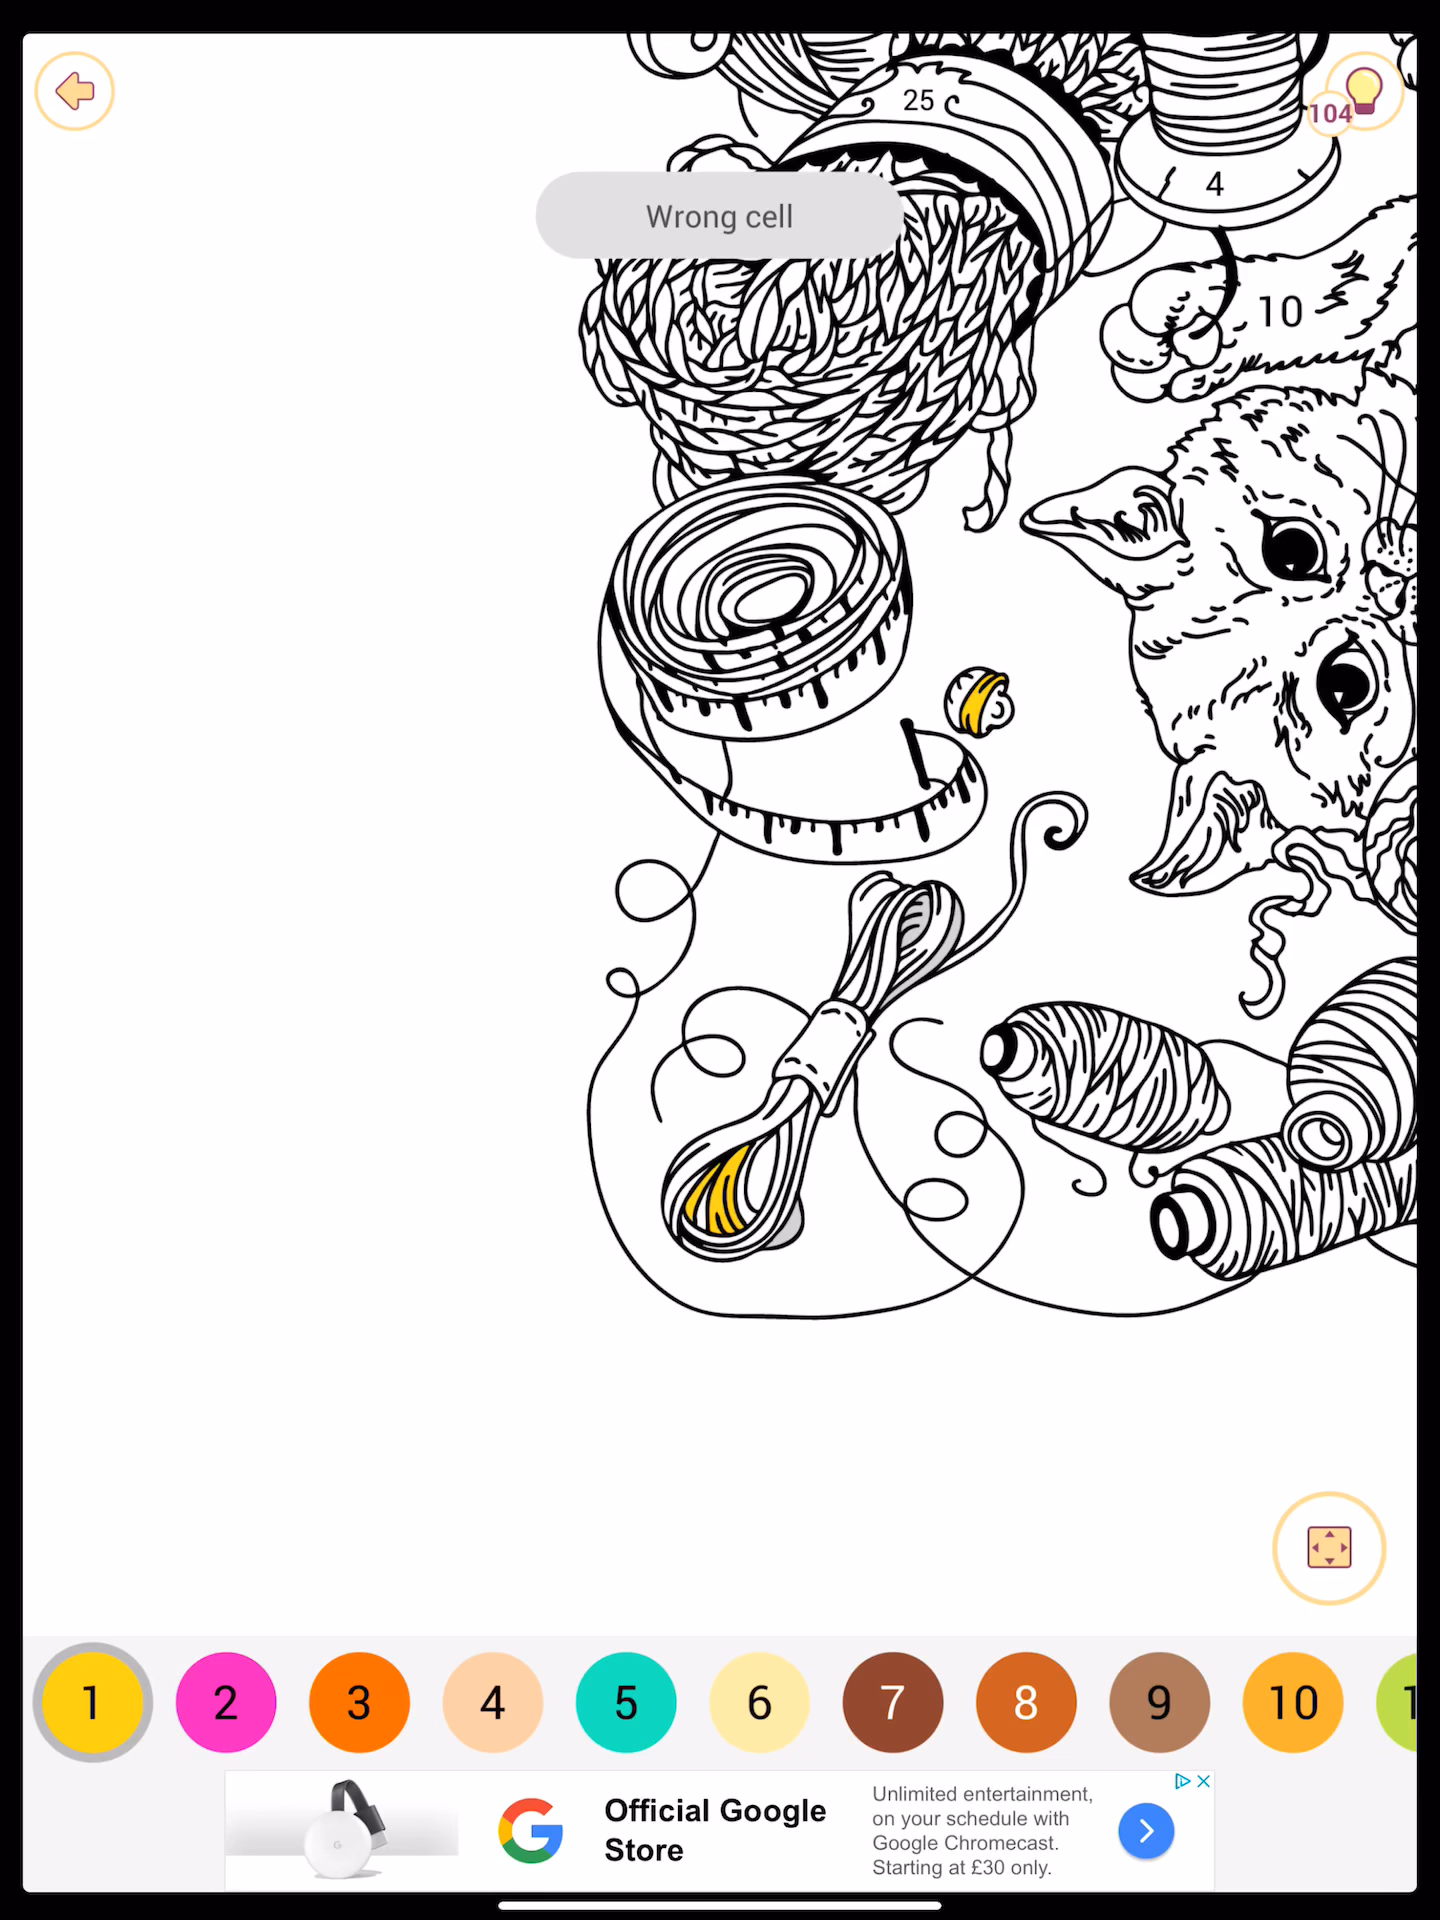 25
104
4
Wrong cell
10
1
2
3
4
5
6
7
8
9
10
1
Official Google
Store
Unlimited entertainment,
on your schedule with
Google Chromecast.
Starting at £30 only.